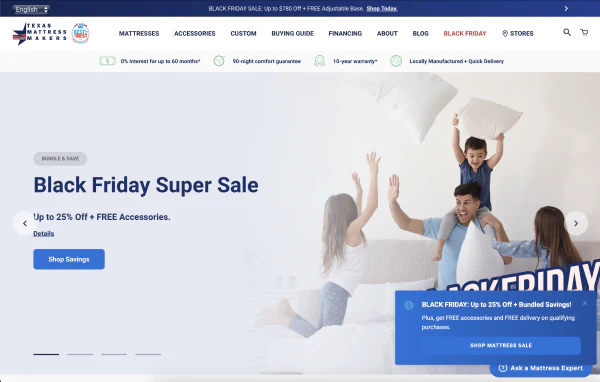 English
BLACK FRIDAY SALE: Up to $780 Off + FREE Adjustable Base. Shop Today.
TEXAS
MATTRESS
MAKERS
BEST OF THE BEST
MATTRESSES ACCESSORIES CUSTOM BUYING GUIDE FINANCING ABOUT BLOG BLACK FRIDAY STORES
0% interest for up to 60 months* 90-night comfort guarantee 10-year warranty* Locally Manufactured + Quick Delivery
BUNDLE & SAVE
Black Friday Super Sale
Up to 25% Off + FREE Accessories.
Details
Shop Savings
BLACK FRIDAY: Up to 25% Off + Bundled Savings!
Plus, get FREE accessories and FREE delivery on qualifying
purchases.
SHOP MATTRESS SALE
Ask a Mattress Expert